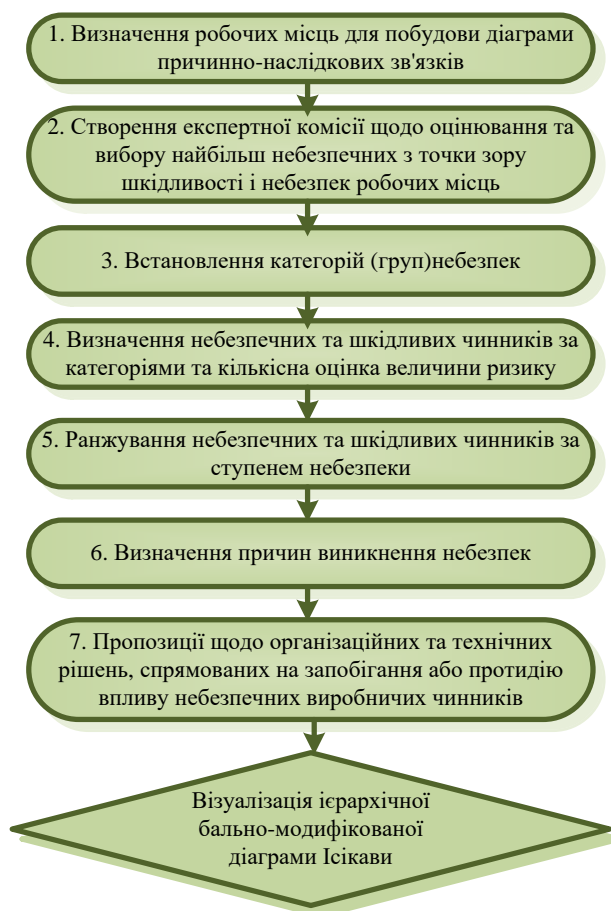 1. Визначення робочих місць для побудови діаграми
причинно-наслідкових зв'язків
2. Створення експертної комісії щодо оцінювання та
вибору найбільш небезпечних з точки зору
шкідливості і небезпек робочих місць
3. Встановлення категорій (груп)небезпек
4. Визначення небезпечних та шкідливих чинників за
категоріями та кількісна оцінка величини ризику
5. Ранжування небезпечних та шкідливих чинників за
ступенем небезпеки
6. Визначення причин виникнення небезпек
7. Пропозиції щодо організаційних та технічних
рішень, спрямованих на запобігання або протидію
впливу небезпечних виробничих чинників
Візуалізація ієрархічної
бально-модифікованої
діаграми Ісікави